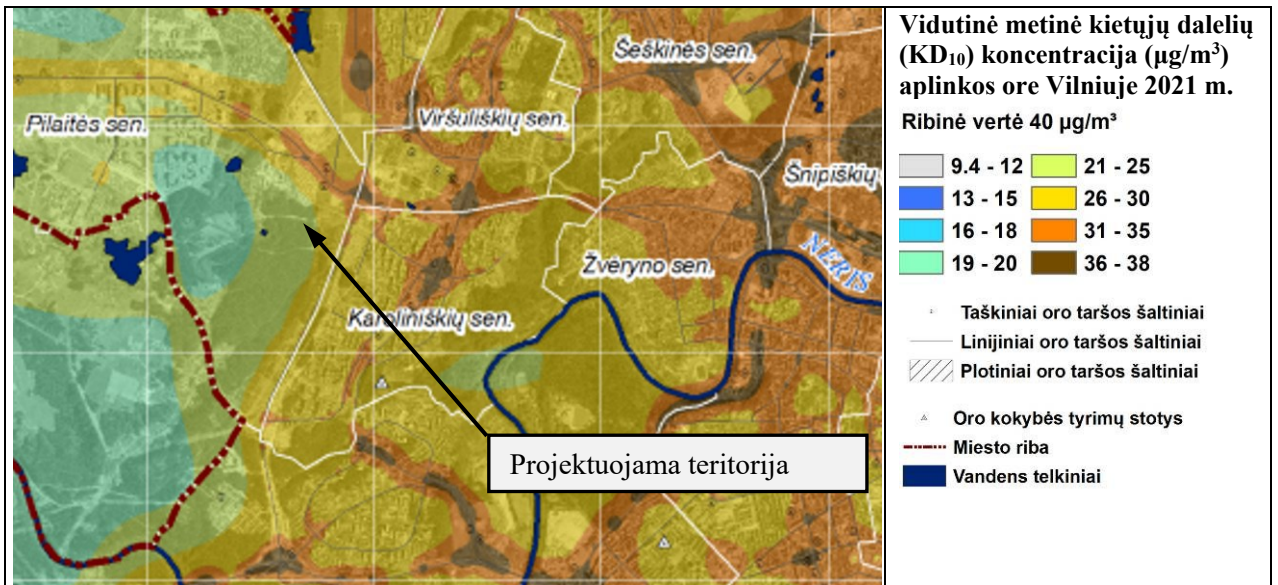 Šeškinės sen.
Pilaitės sen.
Viršuliškių sen.
Šnipiškių
NERIS
Žvėryno sen.
Karoliniškių sen.
Projektuojama teritorija
Vidutinė metinė kietųjų dalelių
(KD₁₀) koncentracija (µg/m³)
aplinkos ore Vilniuje 2021 m.
Ribinė vertė 40 µg/m³
9.4 - 12 21 - 25
13 - 15 26 - 30
16 - 18 31 - 35
19 - 20 36 - 38
Taškiniai oro taršos šaltiniai
Linijiniai oro taršos šaltiniai
Plotiniai oro taršos šaltiniai
Oro kokybės tyrimų stotys
Miesto riba
Vandens telkiniai